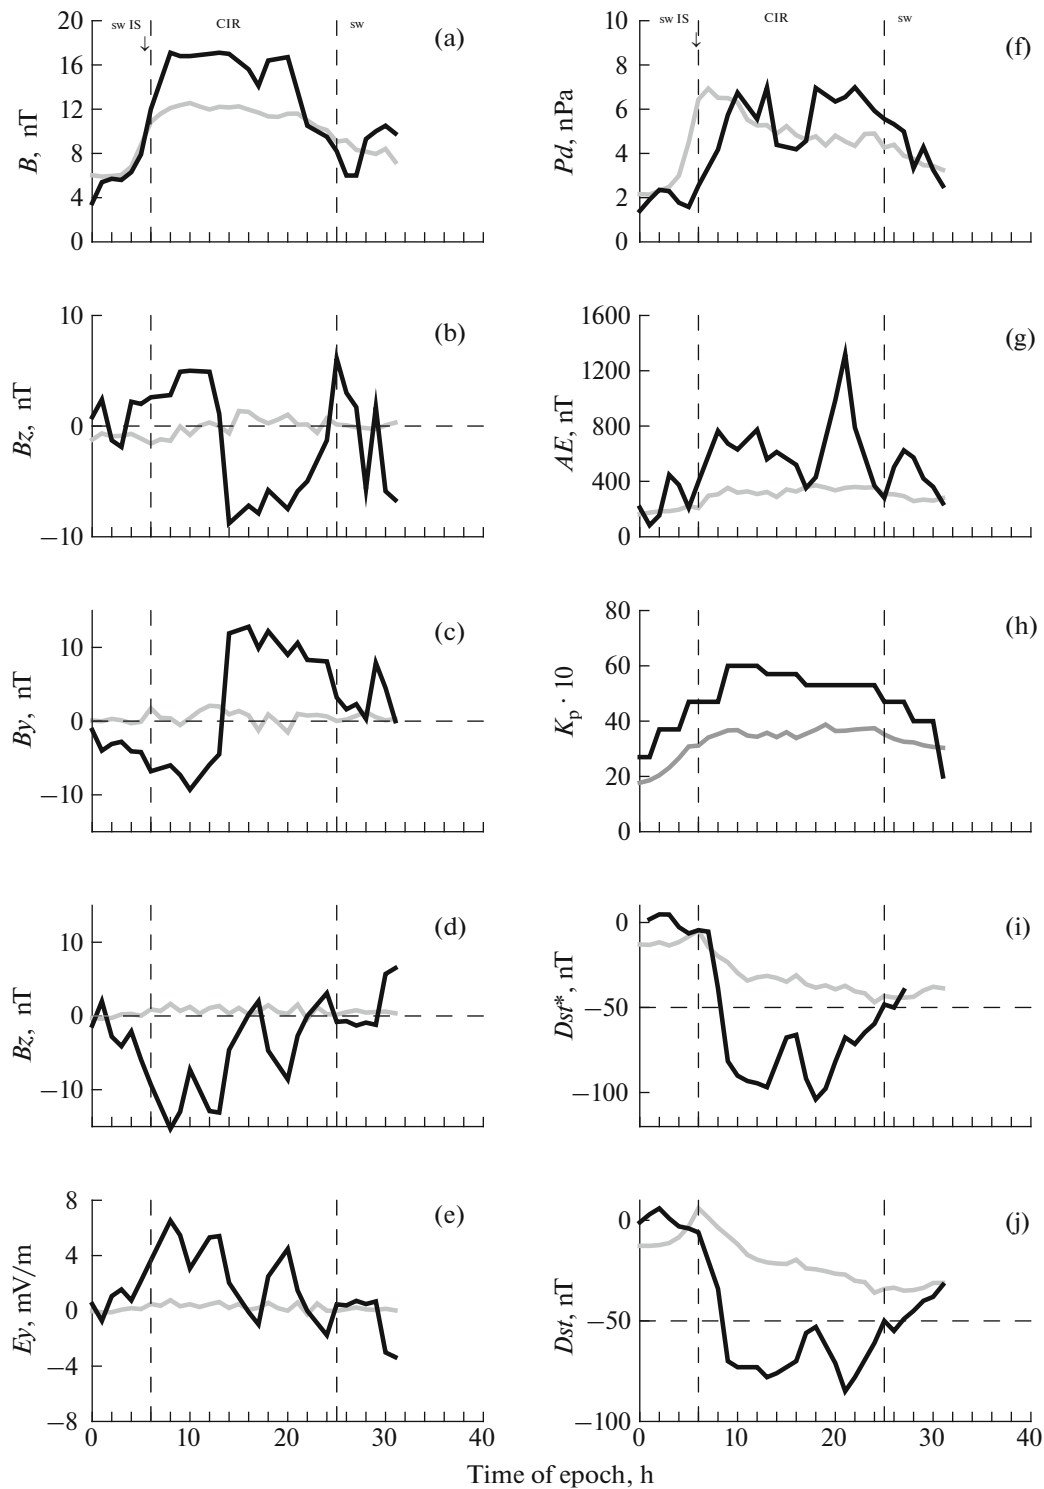 sw IS
CIR
sw
(a)
B, nT
20
16
12
8
4
0
(b)
Bz, nT
10
0
−10
(c)
By, nT
10
0
−10
(d)
Bz, nT
10
0
−10
(e)
Ey, mV/m
8
4
0
−4
−8
0 10 20 30 40
sw IS
CIR
sw
(f)
Pd, nPa
10
8
6
4
2
0
(g)
AE, nT
1600
1200
800
400
0
(h)
Kp · 10
80
60
40
20
0
(i)
Dst*, nT
0
−50
−100
(j)
Dst, nT
0
−50
−100
0 10 20 30 40
Time of epoch, h